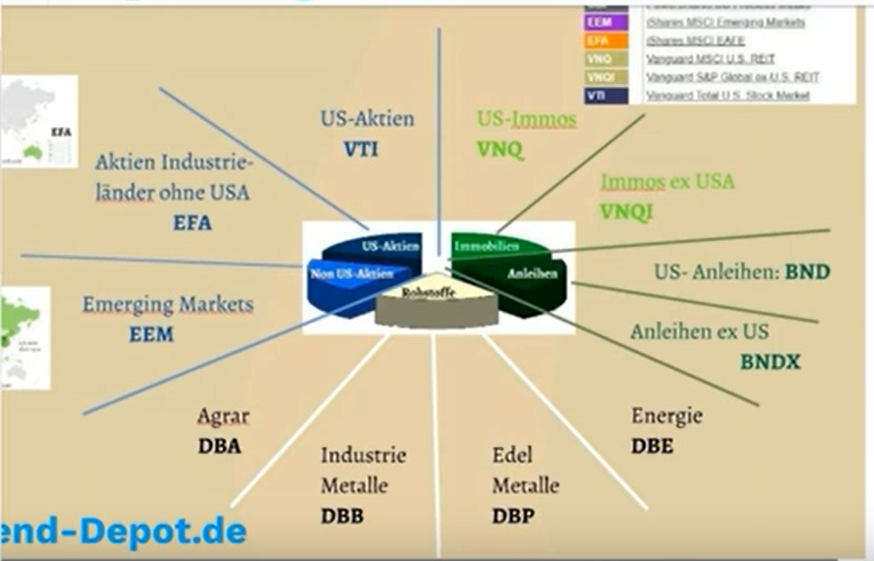 EEM iShares MSCI Emerging Markets
EFA iShares MSCI EAFE
VNQ Vanguard MSCI U.S. REIT
VNQI Vanguard S&P Global ex U.S. REIT
VTI Vanguard Total U.S. Stock Market
EFA
US-Aktien
VTI
US-Immos
VNQ
Aktien Industrie-
länder ohne USA
EFA
Immos ex USA
VNQI
US-Aktien
Immobilien
Non US-Aktien
Anleihen
Rohstoffe
US- Anleihen: BND
Emerging Markets
EEM
Anleihen ex US
BNDX
Agrar
DBA
Industrie
Metalle
DBB
Edel
Metalle
DBP
Energie
DBE
end-Depot.de